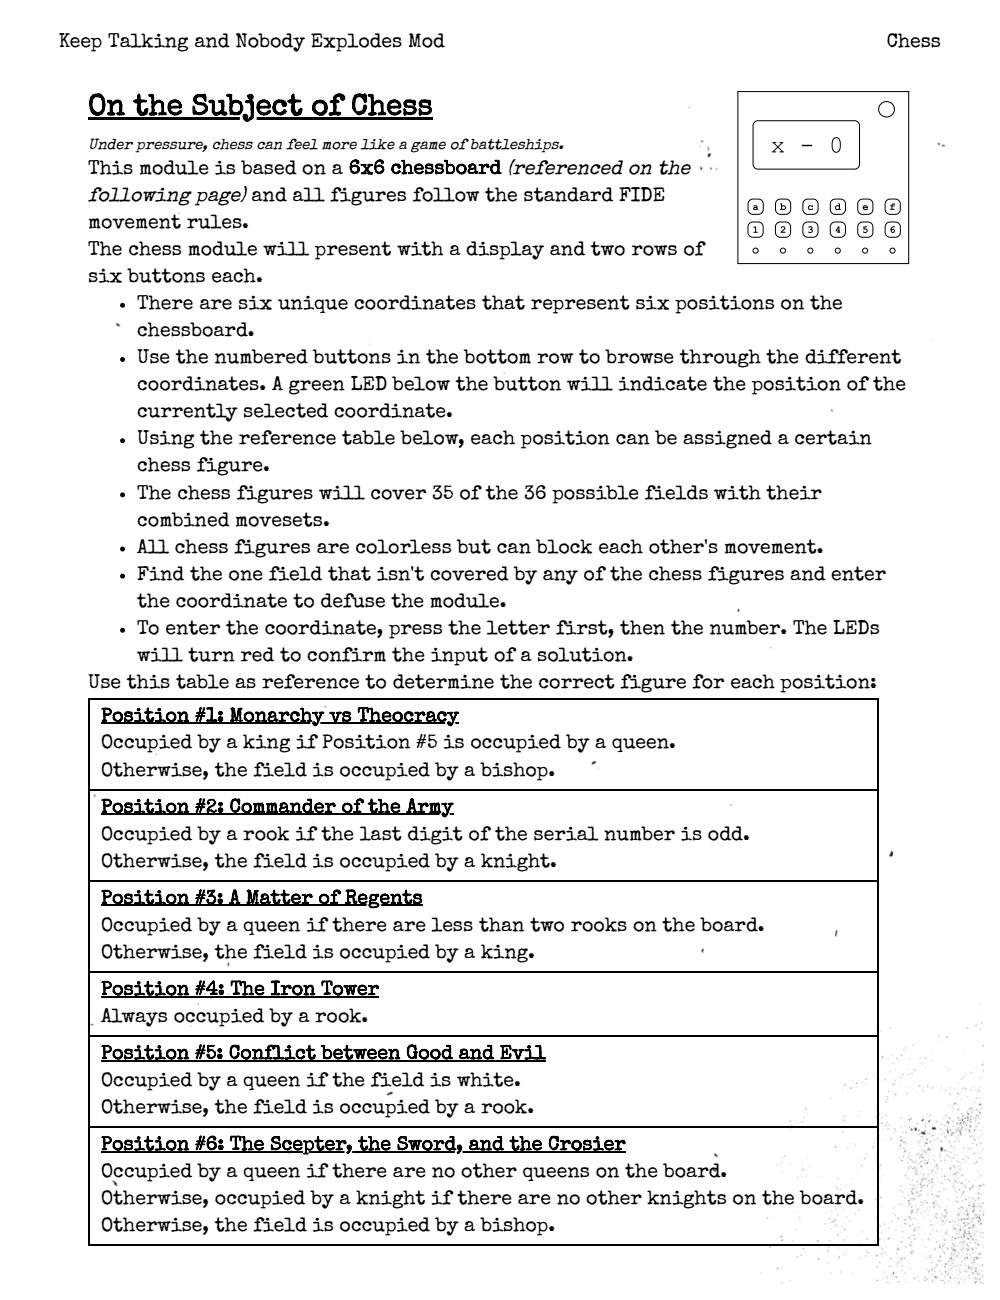 Keep Talking and Nobody Explodes Mod
Chess
On the Subject of Chess
Under pressure, chess can feel more like a game of battleships.
This module is based on a 6x6 chessboard (referenced on the
following page) and all figures follow the standard FIDE
movement rules.
The chess module will present with a display and two rows of
six buttons each.
x - 0
a b c d e f
1 2 3 4 5 6
• There are six unique coordinates that represent six positions on the
chessboard.
• Use the numbered buttons in the bottom row to browse through the different
coordinates. A green LED below the button will indicate the position of the
currently selected coordinate.
• Using the reference table below, each position can be assigned a certain
chess figure.
• The chess figures will cover 35 of the 36 possible fields with their
combined movesets.
• All chess figures are colorless but can block each other's movement.
• Find the one field that isn't covered by any of the chess figures and enter
the coordinate to defuse the module.
• To enter the coordinate, press the letter first, then the number. The LEDs
will turn red to confirm the input of a solution.
Use this table as reference to determine the correct figure for each position:
Position #1: Monarchy vs Theocracy
Occupied by a king if Position #5 is occupied by a queen.
Otherwise, the field is occupied by a bishop.
Position #2: Commander of the Army
Occupied by a rook if the last digit of the serial number is odd.
Otherwise, the field is occupied by a knight.
Position #3: A Matter of Regents
Occupied by a queen if there are less than two rooks on the board.
Otherwise, the field is occupied by a king.
Position #4: The Iron Tower
Always occupied by a rook.
Position #5: Conflict between Good and Evil
Occupied by a queen if the field is white.
Otherwise, the field is occupied by a rook.
Position #6: The Scepter, the Sword, and the Crosier
Occupied by a queen if there are no other queens on the board.
Otherwise, occupied by a knight if there are no other knights on the board.
Otherwise, the field is occupied by a bishop.